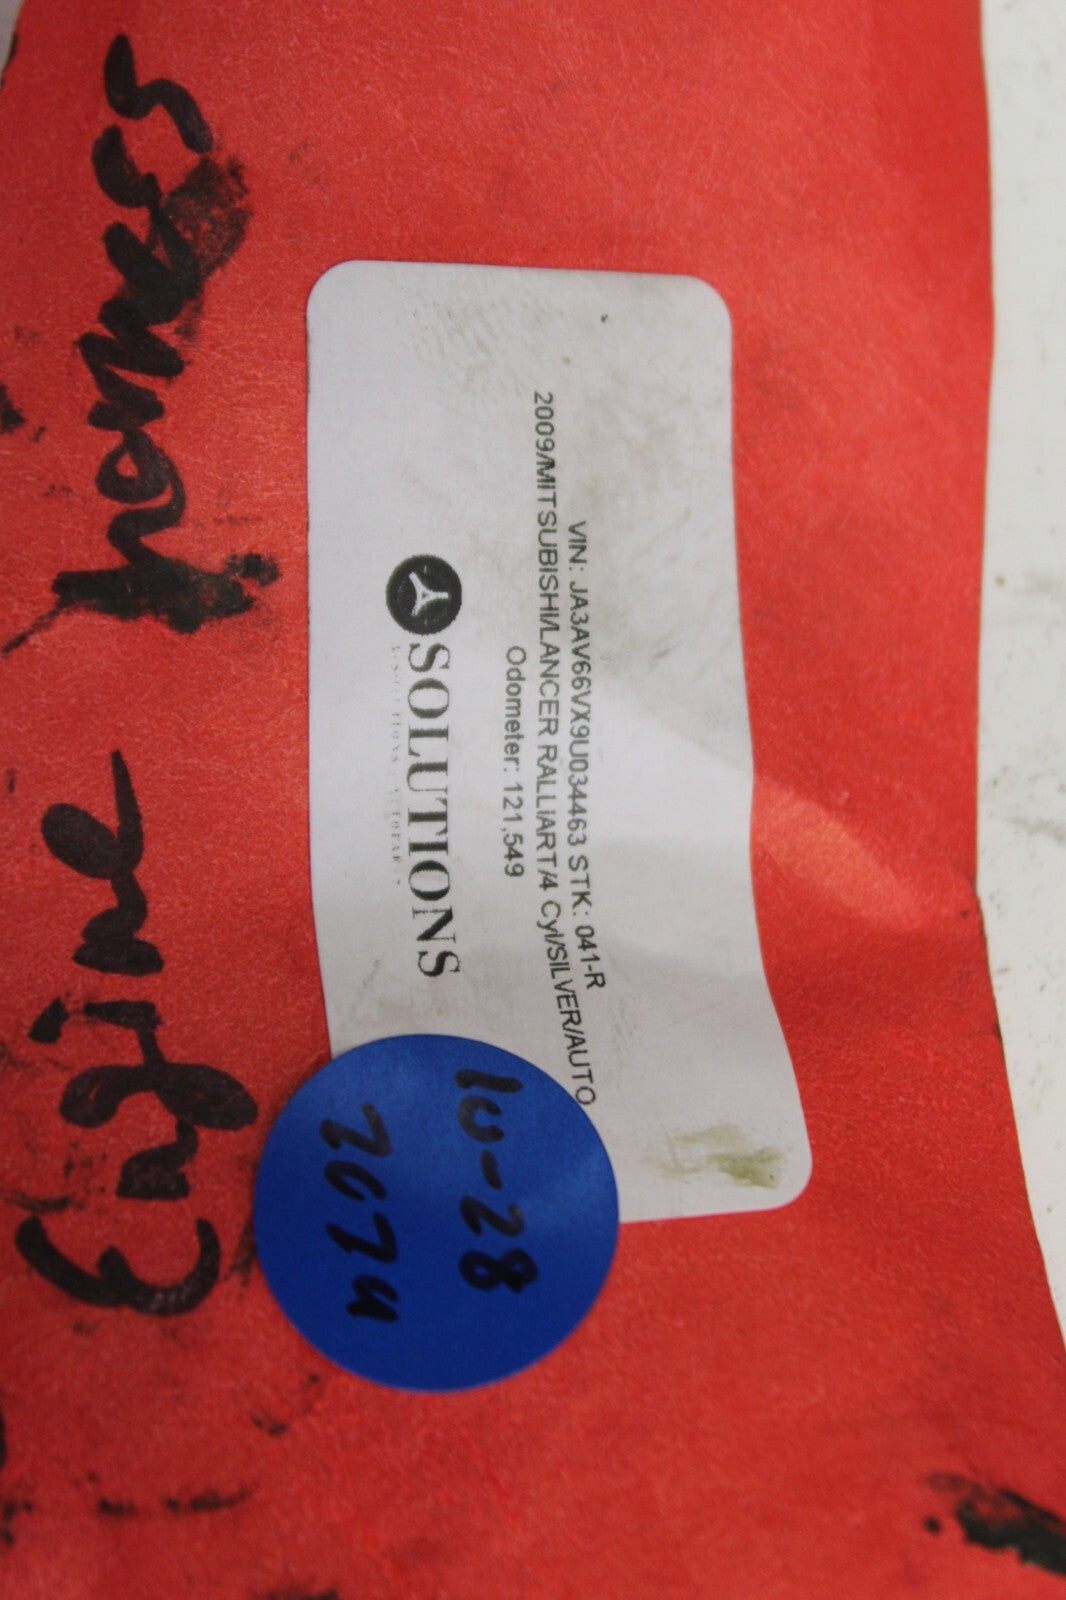 VIN: JA3AV66VX9U034463 STK: 041-R
2009/MITSUBISHI/LANCER RALLIART/4 Cyl/SILVER/AUTO
Odometer: 121,549
SOLUTIONS
10-28
2074
Engine harness